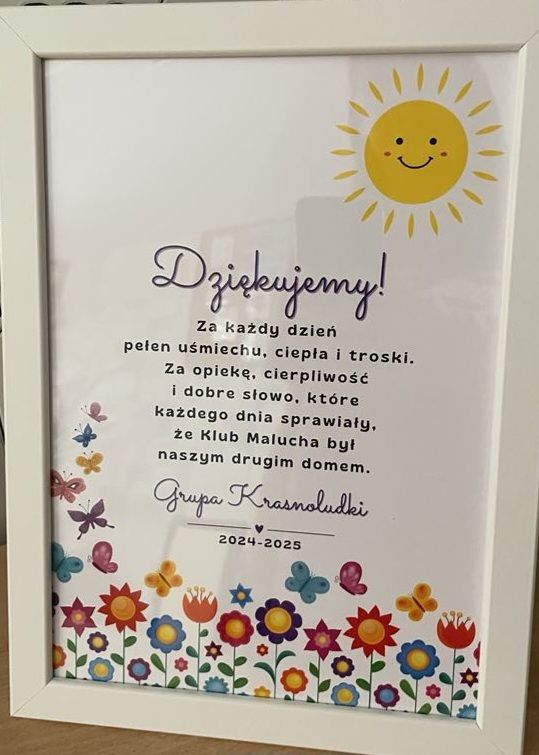 Dziękujemy!
Za każdy dzień
pełen uśmiechu, ciepła i troski.
Za opiekę, cierpliwość
i dobre słowo, które
każdego dnia sprawiały,
że Klub Malucha był
naszym drugim domem.
Grupa Krasnoludki
2024-2025